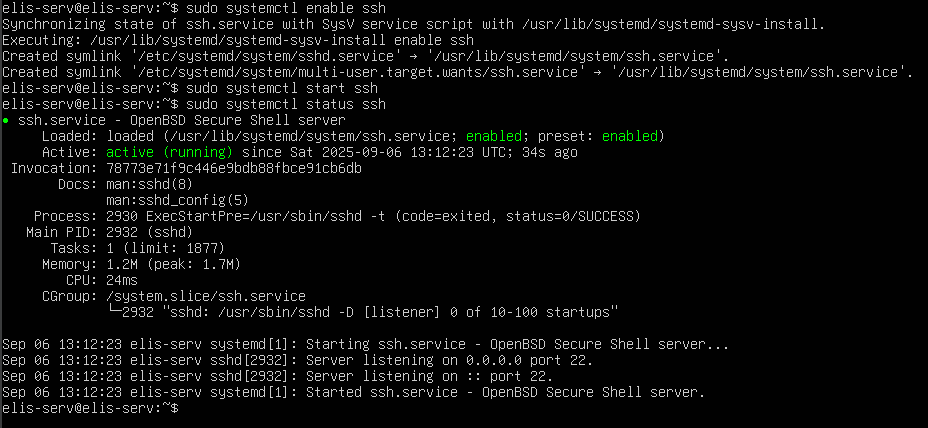 elis-serv@elis-serv:~$ sudo systemctl enable ssh
Synchronizing state of ssh.service with SysV service script with /usr/lib/systemd/systemd-sysv-install.
Executing: /usr/lib/systemd/systemd-sysv-install enable ssh
Created symlink '/etc/systemd/system/sshd.service' → '/usr/lib/systemd/system/ssh.service'.
Created symlink '/etc/systemd/system/multi-user.target.wants/ssh.service' → '/usr/lib/systemd/system/ssh.service'.
elis-serv@elis-serv:~$ sudo systemctl start ssh
elis-serv@elis-serv:~$ sudo systemctl status ssh
● ssh.service - OpenBSD Secure Shell server
     Loaded: loaded (/usr/lib/systemd/system/ssh.service; enabled; preset: enabled)
     Active: active (running) since Sat 2025-09-06 13:12:23 UTC; 34s ago
 Invocation: 78773e71f9c446e9bdb88fbce91cb6db
       Docs: man:sshd(8)
             man:sshd_config(5)
    Process: 2930 ExecStartPre=/usr/sbin/sshd -t (code=exited, status=0/SUCCESS)
   Main PID: 2932 (sshd)
      Tasks: 1 (limit: 1877)
     Memory: 1.2M (peak: 1.7M)
        CPU: 24ms
     CGroup: /system.slice/ssh.service
             └─2932 "sshd: /usr/sbin/sshd -D [listener] 0 of 10-100 startups"

Sep 06 13:12:23 elis-serv systemd[1]: Starting ssh.service - OpenBSD Secure Shell server...
Sep 06 13:12:23 elis-serv sshd[2932]: Server listening on 0.0.0.0 port 22.
Sep 06 13:12:23 elis-serv sshd[2932]: Server listening on :: port 22.
Sep 06 13:12:23 elis-serv systemd[1]: Started ssh.service - OpenBSD Secure Shell server.
elis-serv@elis-serv:~$